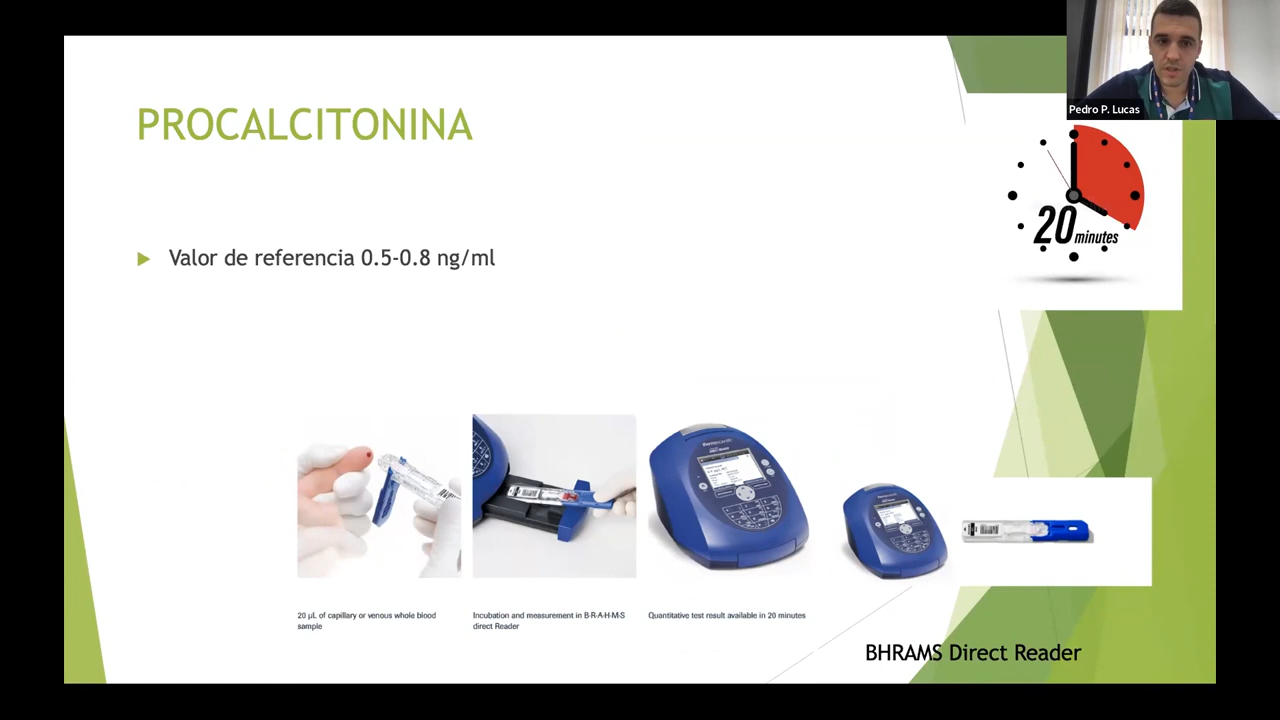 Pedro P. Lucas
PROCALCITONINA
20 minutes
Valor de referencia 0.5-0.8 ng/ml
20 µL of capillary or venous whole blood
sample
Incubation and measurement in B·R·A·H·M·S
direct Reader
Quantitative test result available in 20 minutes
BHRAMS Direct Reader